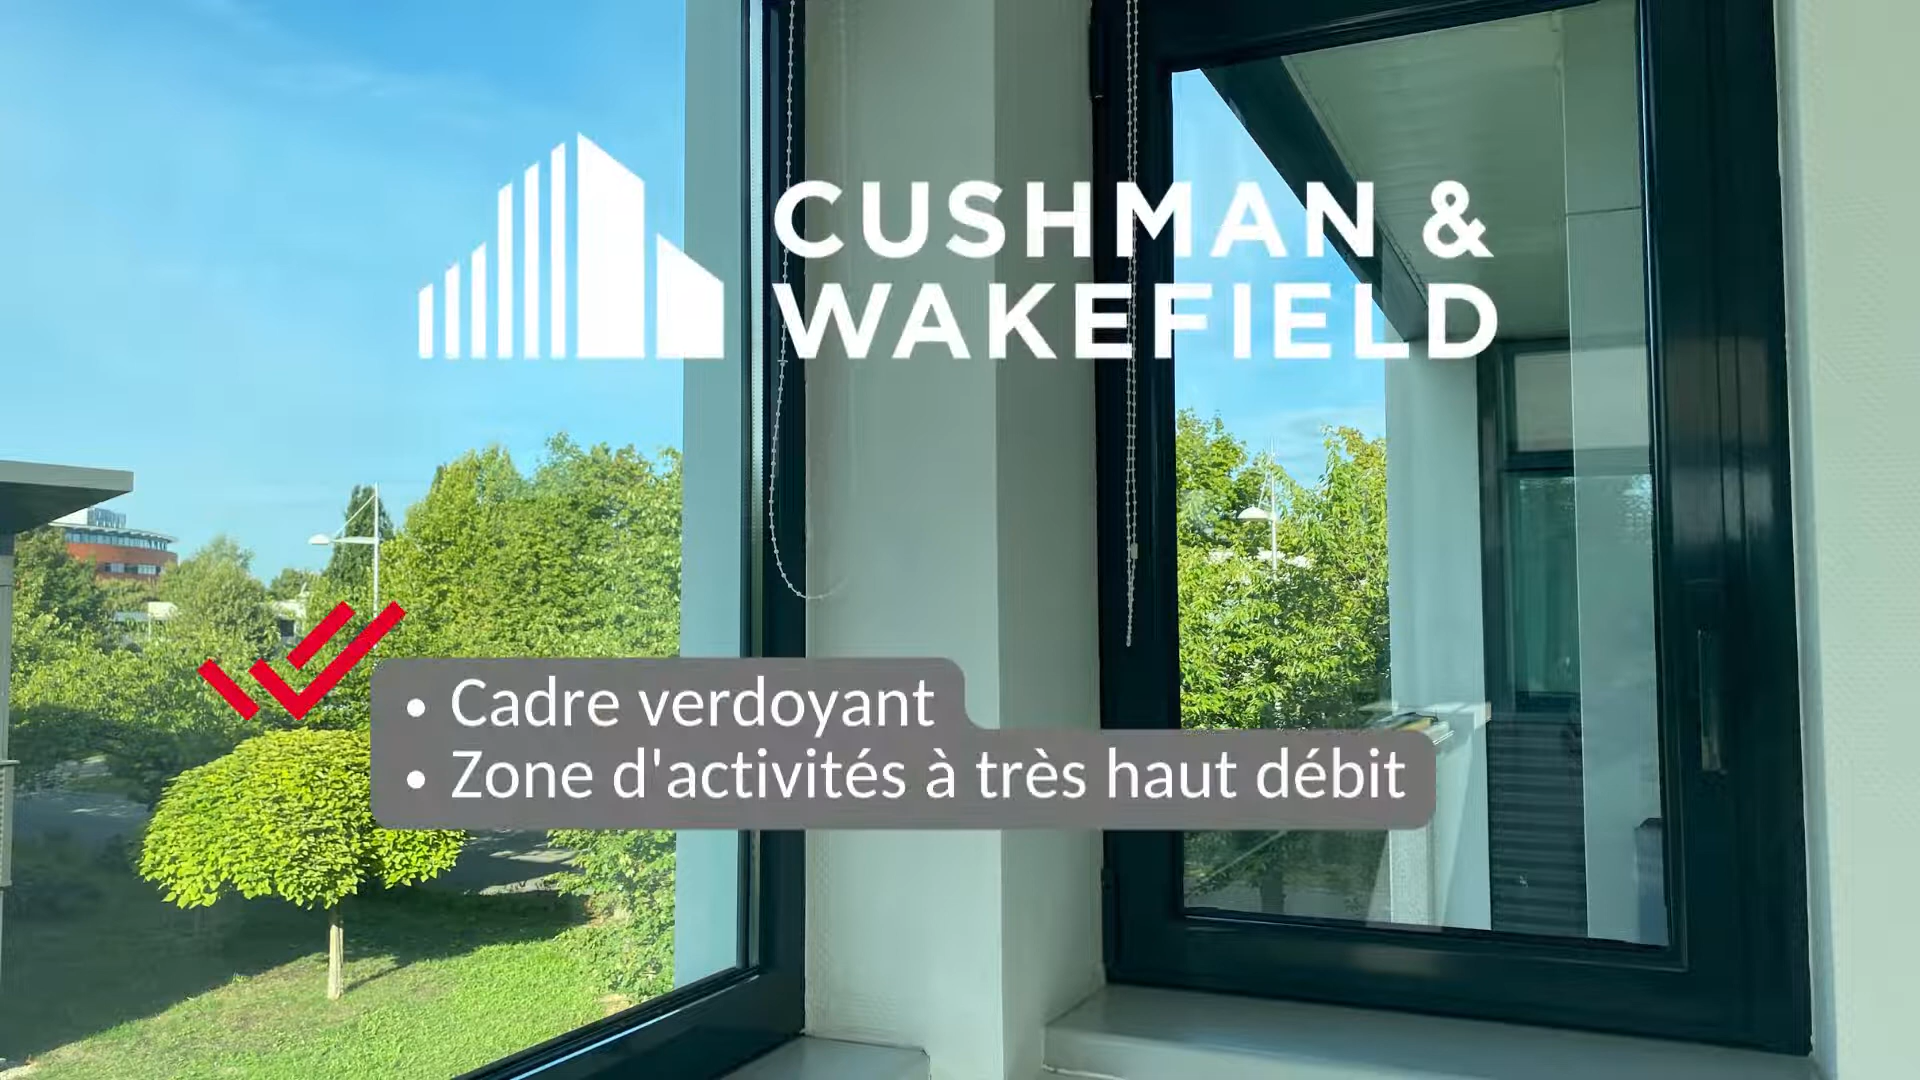 CUSHMAN &
WAKEFIELD
• Cadre verdoyant
• Zone d'activités à très haut débit